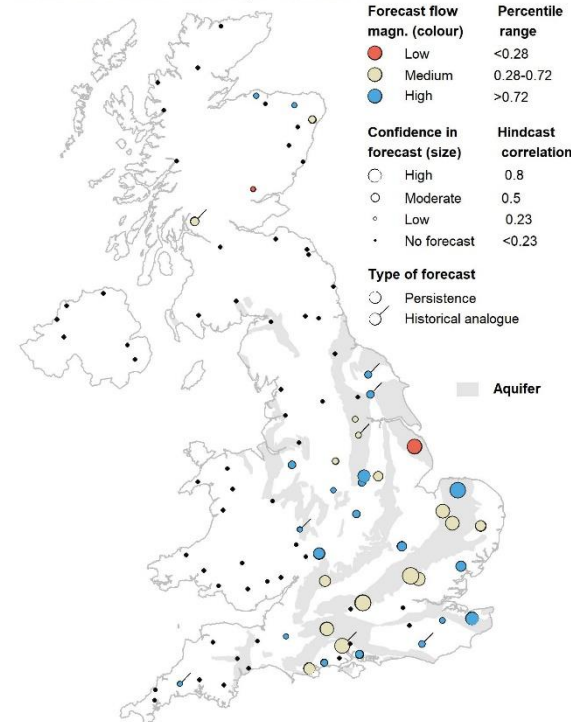 Forecast flow Percentile
magn. (colour) range
Low <0.28
Medium 0.28-0.72
High >0.72
Confidence in Hindcast
forecast (size) correlation
High 0.8
Moderate 0.5
Low 0.23
No forecast <0.23
Type of forecast
Persistence
Historical analogue
Aquifer